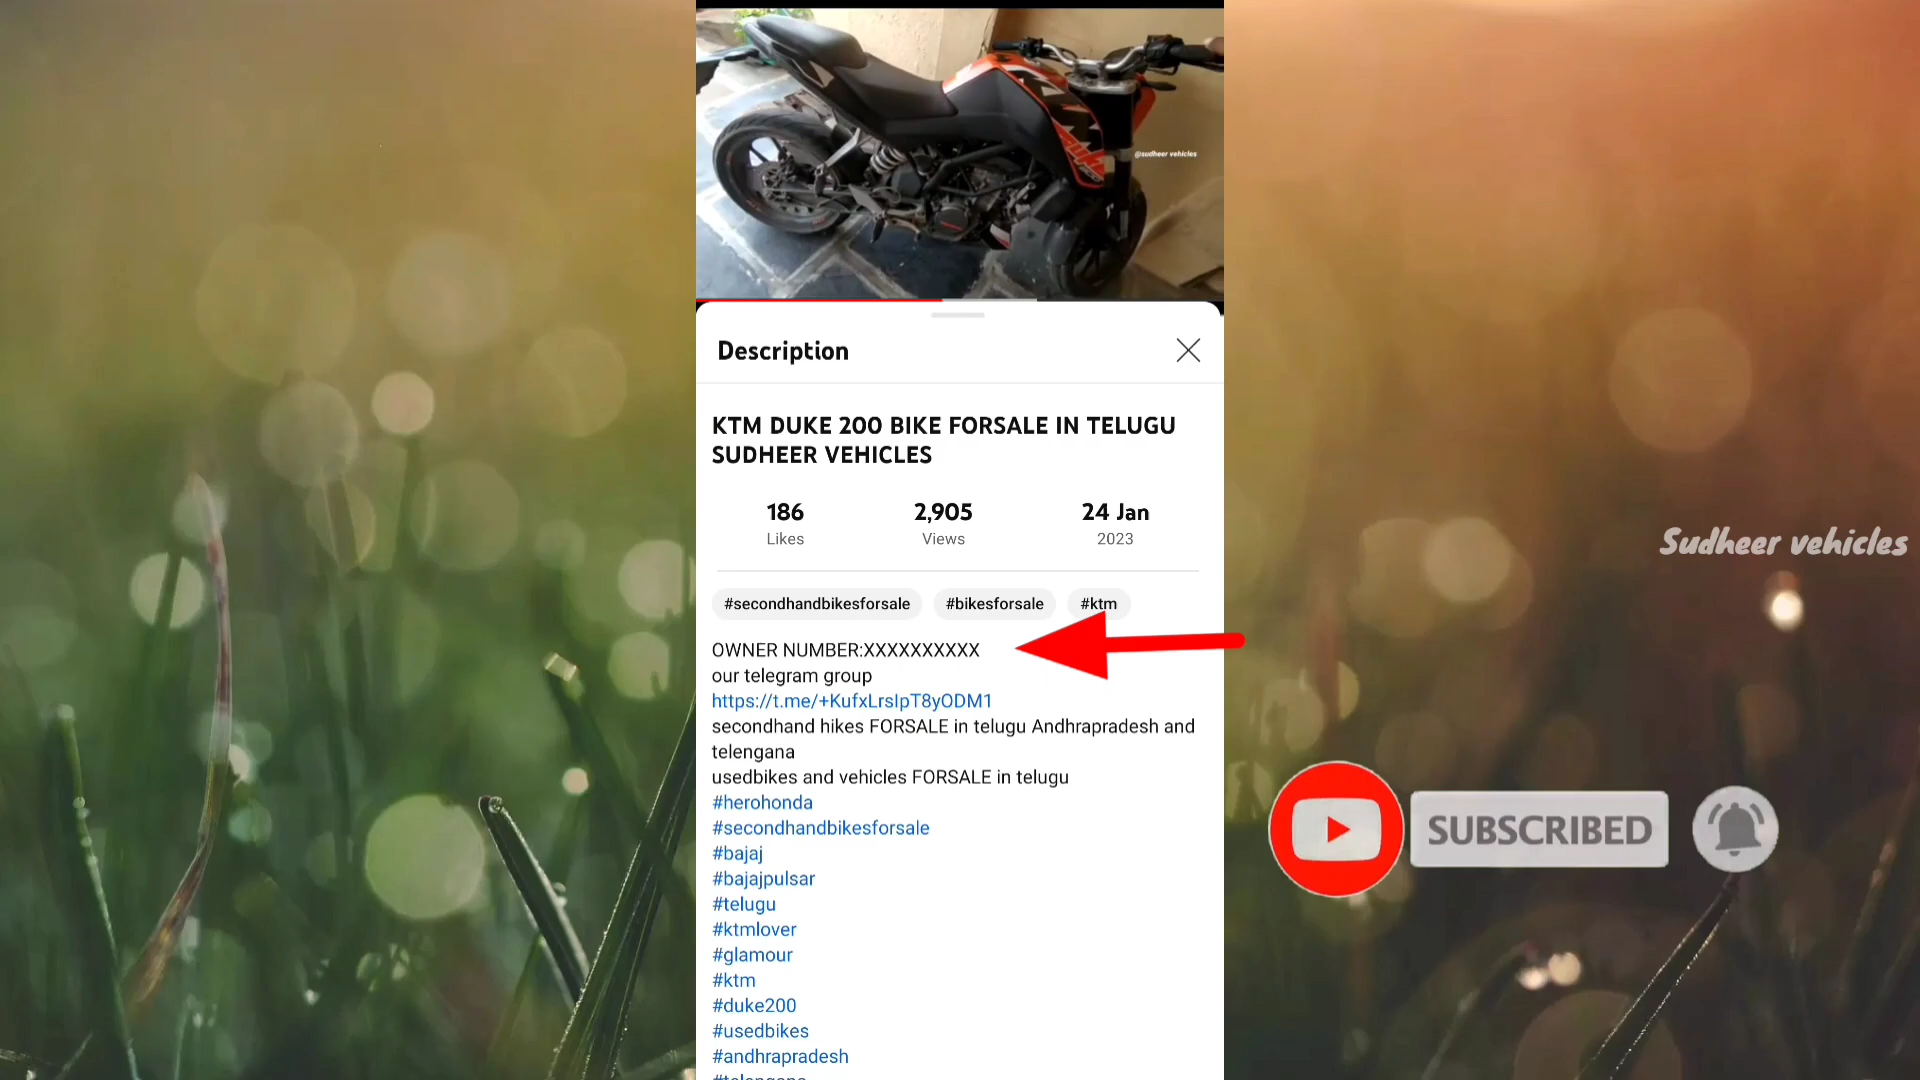 @sudheer vehicles
Description
KTM DUKE 200 BIKE FORSALE IN TELUGU
SUDHEER VEHICLES
186
Likes
2,905
Views
24 Jan
2023
#secondhandbikesforsale
#bikesforsale
#ktm
OWNER NUMBER:XXXXXXXXXX
our telegram group
https://t.me/+KufxLrsIpT8yODM1
secondhand hikes FORSALE in telugu Andhrapradesh and
telengana
usedbikes and vehicles FORSALE in telugu
#herohonda
#secondhandbikesforsale
#bajaj
#bajajpulsar
#telugu
#ktmlover
#glamour
#ktm
#duke200
#usedbikes
#andhrapradesh
Sudheer vehicles
SUBSCRIBED